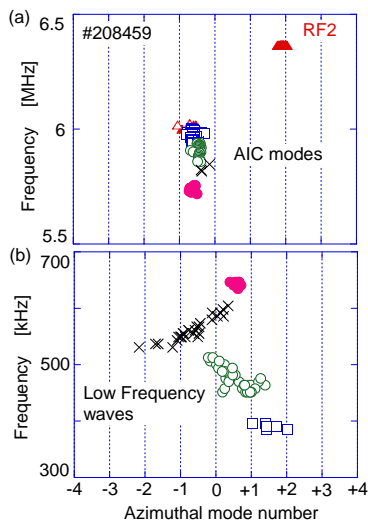 (a)
#208459
RF2
6.5
6
5.5
Frequency [MHz]
AIC modes
(b)
700
500
300
Frequency [kHz]
Low Frequency
waves
-4 -3 -2 -1 0 +1 +2 +3 +4
Azimuthal mode number